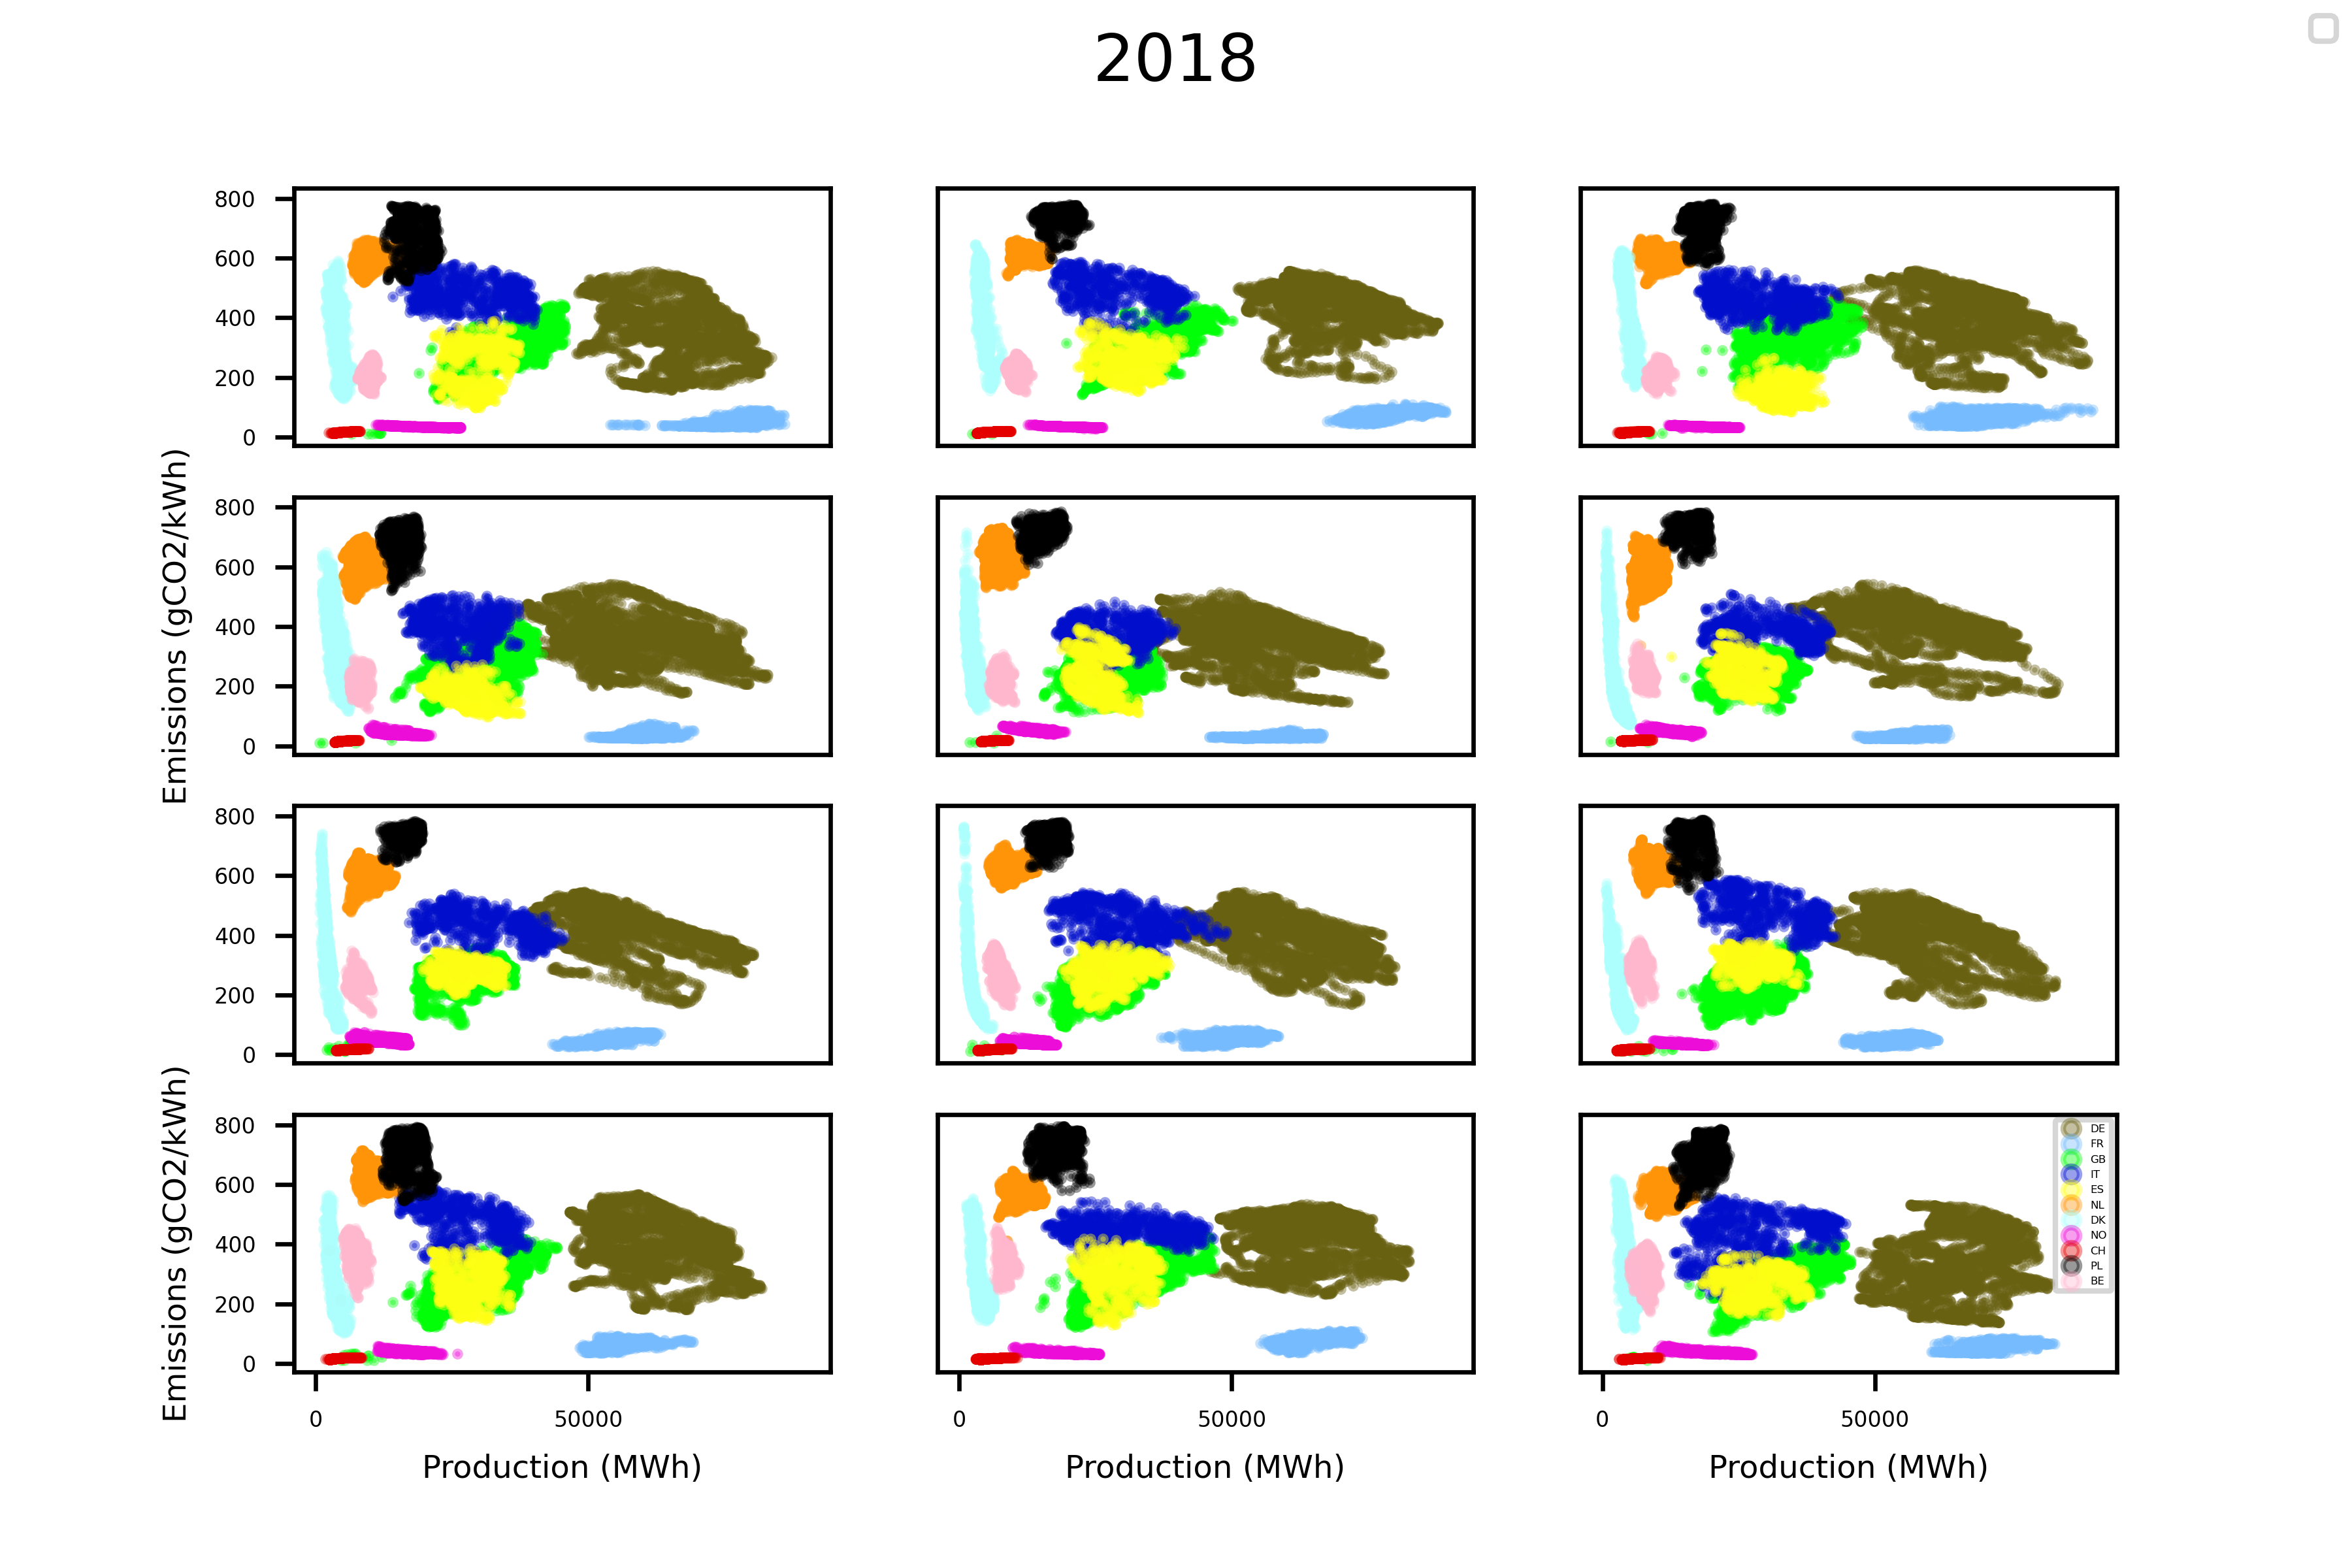 2018
800
600
400
200
0
800
600
400
200
0
Emissions (gCO2/kWh)
800
600
400
200
0
800
600
400
200
0
Emissions (gCO2/kWh)
DE
FR
GB
IT
ES
NL
DK
NO
CH
PL
BE
0 50000
0 50000
0 50000
Production (MWh)
Production (MWh)
Production (MWh)